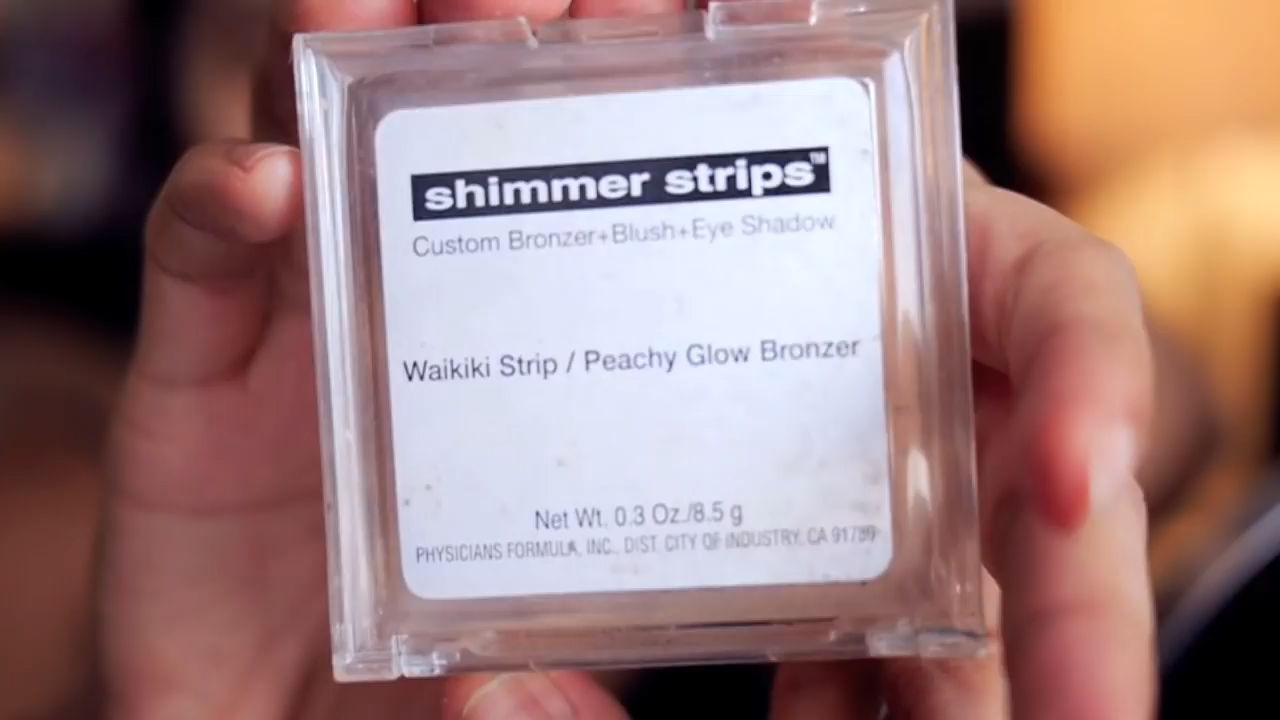 shimmer strips™
Custom Bronzer+Blush+Eye Shadow
Waikiki Strip / Peachy Glow Bronzer
Net Wt. 0.3 Oz./8.5 g
PHYSICIANS FORMULA, INC., DIST. CITY OF INDUSTRY, CA 91789